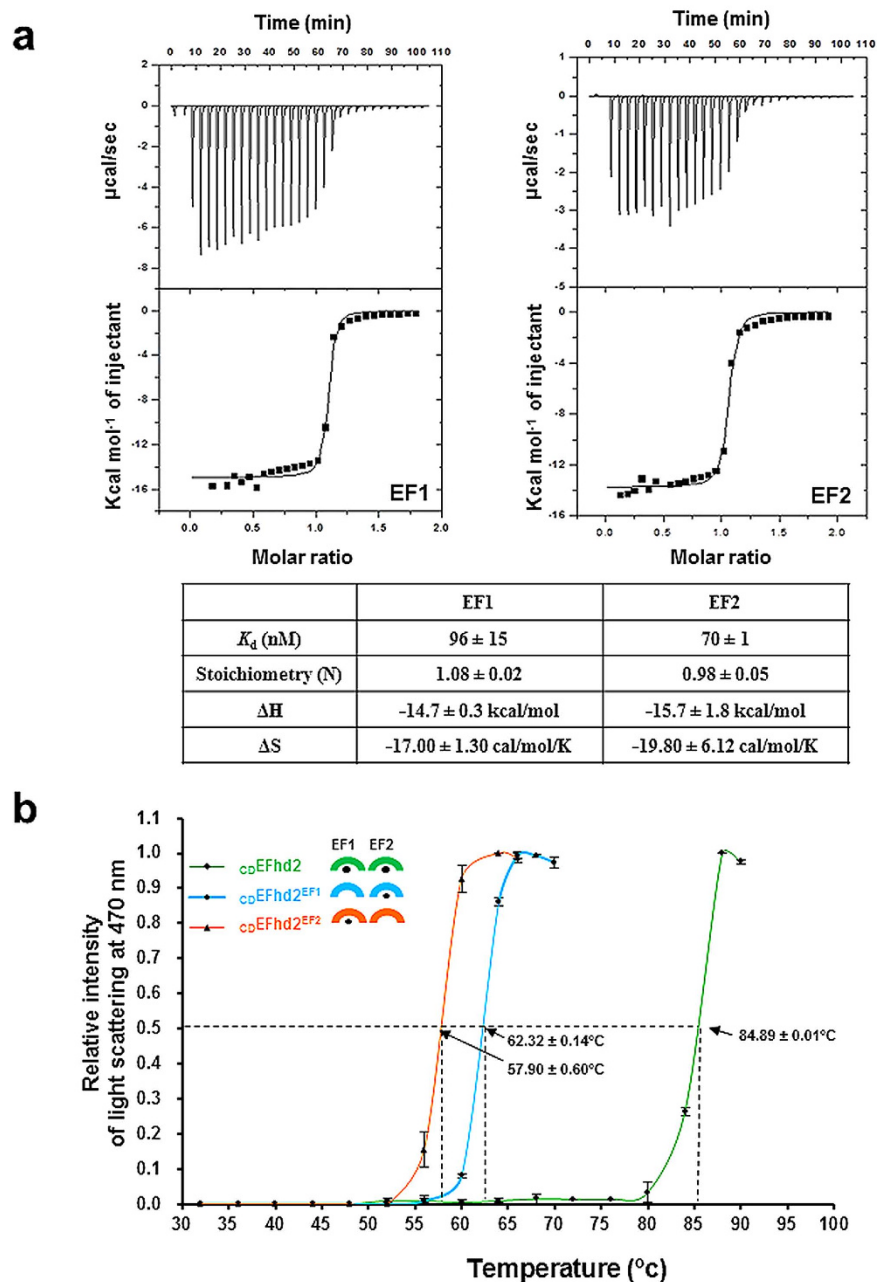 a
Time (min)
0 10 20 30 40 50 60 70 80 90 100 110
2
0
-2
-4
-6
-8
µcal/sec
0
-4
-8
-12
-16
Kcal mol-1 of injectant
EF1
0.0 0.5 1.0 1.5 2.0
Molar ratio
Time (min)
0 10 20 30 40 50 60 70 80 90 100 110
1
0
-1
-2
-3
-4
-5
µcal/sec
0
-4
-8
-12
-16
Kcal mol-1 of injectant
EF2
0.0 0.5 1.0 1.5 2.0
Molar ratio
EF1 EF2
Kd (nM) 96 ± 15 70 ± 1
Stoichiometry (N) 1.08 ± 0.02 0.98 ± 0.05
ΔH -14.7 ± 0.3 kcal/mol -15.7 ± 1.8 kcal/mol
ΔS -17.00 ± 1.30 cal/mol/K -19.80 ± 6.12 cal/mol/K
b
EF1 EF2
CDEFhd2
CDEFhd2EF1
CDEFhd2EF2
1.1
1.0
0.9
0.8
0.7
0.6
0.5
0.4
0.3
0.2
0.1
0.0
Relative intensity
of light scattering at 470 nm
62.32 ± 0.14ºC
57.90 ± 0.60ºC
84.89 ± 0.01ºC
30 35 40 45 50 55 60 65 70 75 80 85 90 95 100
Temperature (ºc)